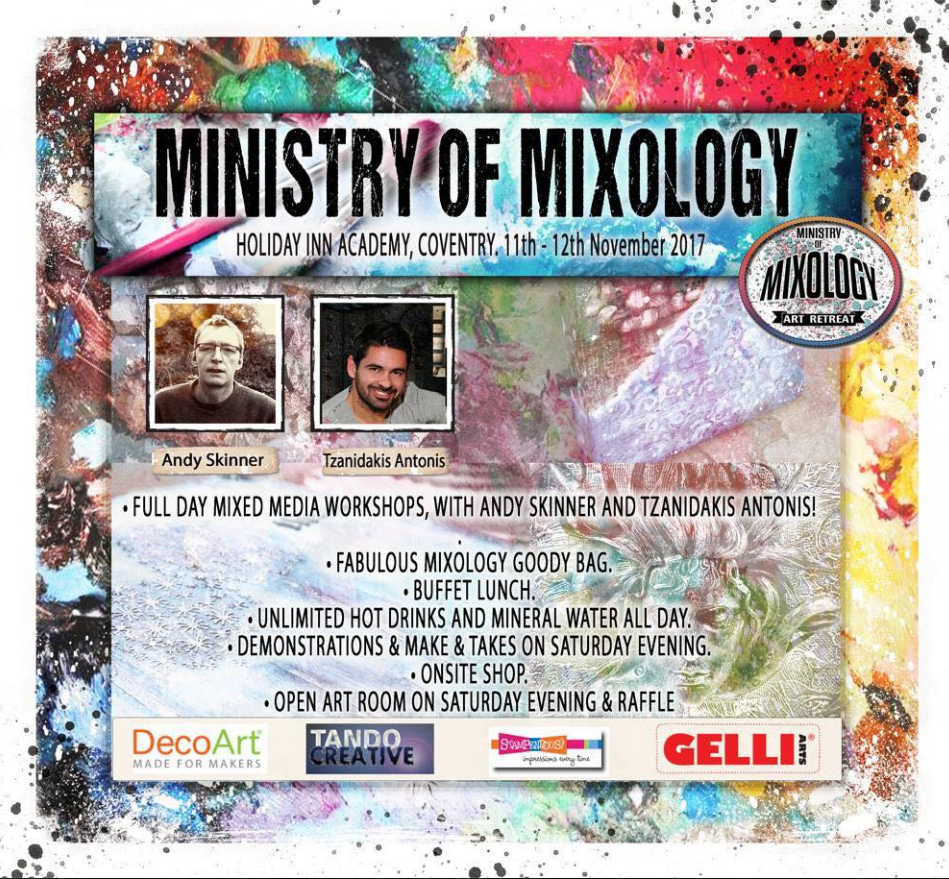 MINISTRY OF MIXOLOGY
HOLIDAY INN ACADEMY, COVENTRY. 11th - 12th November 2017
MINISTRY
OF
MIXOLOGY
ART RETREAT
Andy Skinner
Tzanidakis Antonis
• FULL DAY MIXED MEDIA WORKSHOPS, WITH ANDY SKINNER AND TZANIDAKIS ANTONIS!
•
• FABULOUS MIXOLOGY GOODY BAG.
• BUFFET LUNCH.
• UNLIMITED HOT DRINKS AND MINERAL WATER ALL DAY.
• DEMONSTRATIONS & MAKE & TAKES ON SATURDAY EVENING.
• ONSITE SHOP.
• OPEN ART ROOM ON SATURDAY EVENING & RAFFLE
DecoArt®
MADE FOR MAKERS
TANDO
CREATIVE
STAMPENDOUS!
impressions every time
GELLI ARTS®